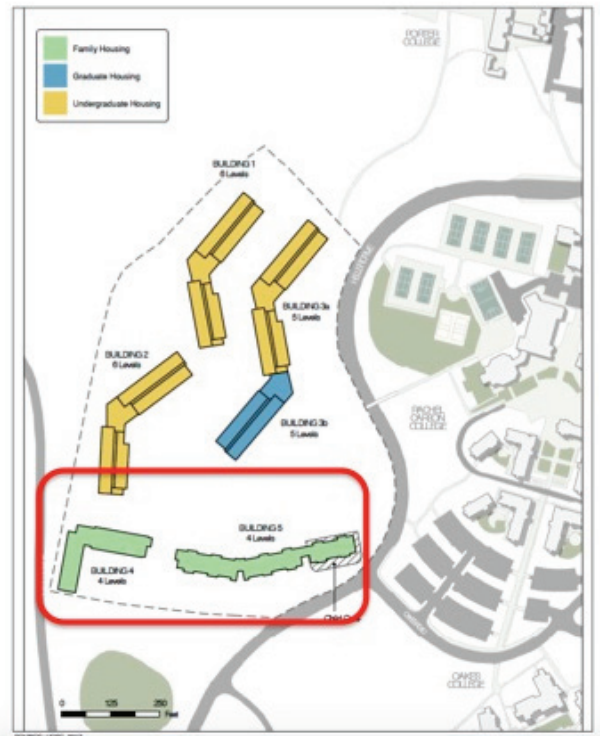 Family Housing
Graduate Housing
Undergraduate Housing
PORTER
COLLEGE
BUILDING 1
6 Levels
BUILDING 3a
5 Levels
BUILDING 2
6 Levels
BUILDING 3b
5 Levels
RACHEL
CARSON
COLLEGE
BUILDING 5
4 Levels
BUILDING 4
4 Levels
OAKES
COLLEGE
0 125 250
Feet